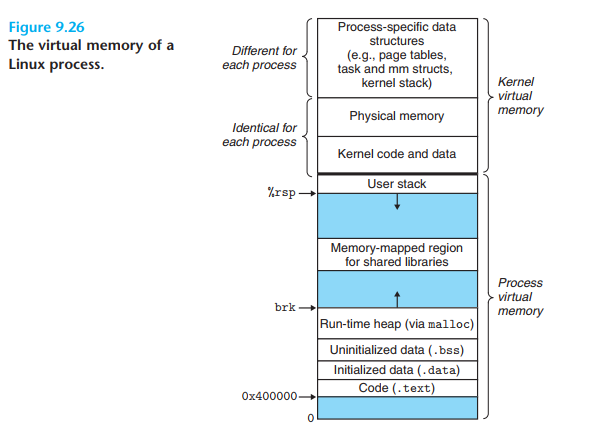 Figure 9.26
The virtual memory of a
Linux process.
Different for
each process
Process-specific data
structures
(e.g., page tables,
task and mm structs,
kernel stack)
Kernel
virtual
memory
Identical for
each process
Physical memory
Kernel code and data
%rsp
User stack
Memory-mapped region
for shared libraries
Process
virtual
memory
brk
Run-time heap (via malloc)
Uninitialized data (.bss)
Initialized data (.data)
Code (.text)
0x400000
0